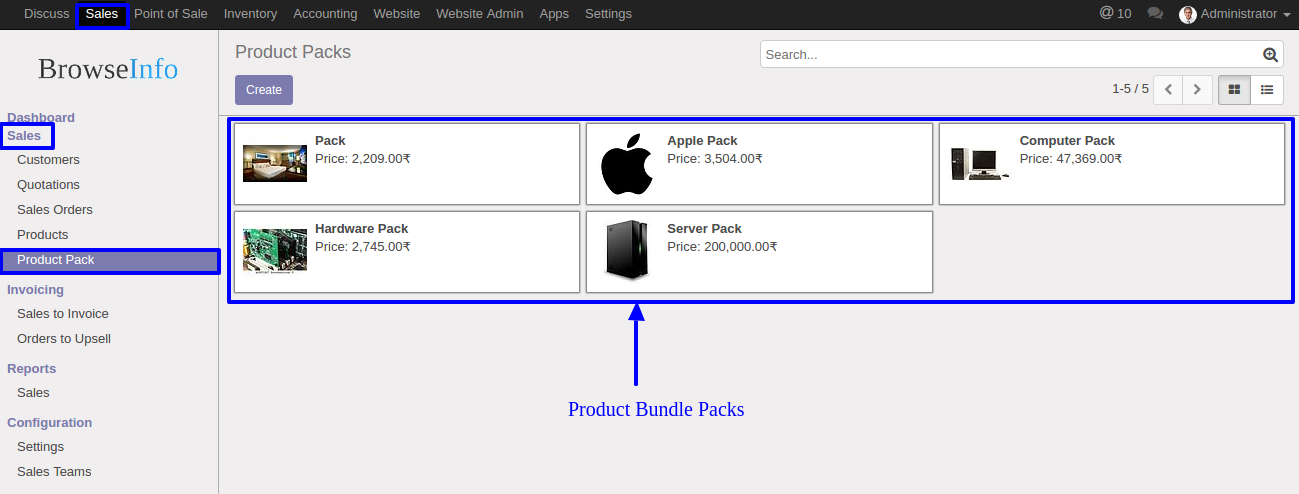 Discuss Sales Point of Sale Inventory Accounting Website Website Admin Apps Settings @ 10 Administrator
BrowseInfo
Product Packs
Search...
Create
1-5 / 5
Dashboard
Sales
Customers
Quotations
Sales Orders
Products
Product Pack
Invoicing
Sales to Invoice
Orders to Upsell
Reports
Sales
Configuration
Settings
Sales Teams
Pack
Price: 2,209.00₹
Apple Pack
Price: 3,504.00₹
Computer Pack
Price: 47,369.00₹
Hardware Pack
Price: 2,745.00₹
Server Pack
Price: 200,000.00₹
Product Bundle Packs